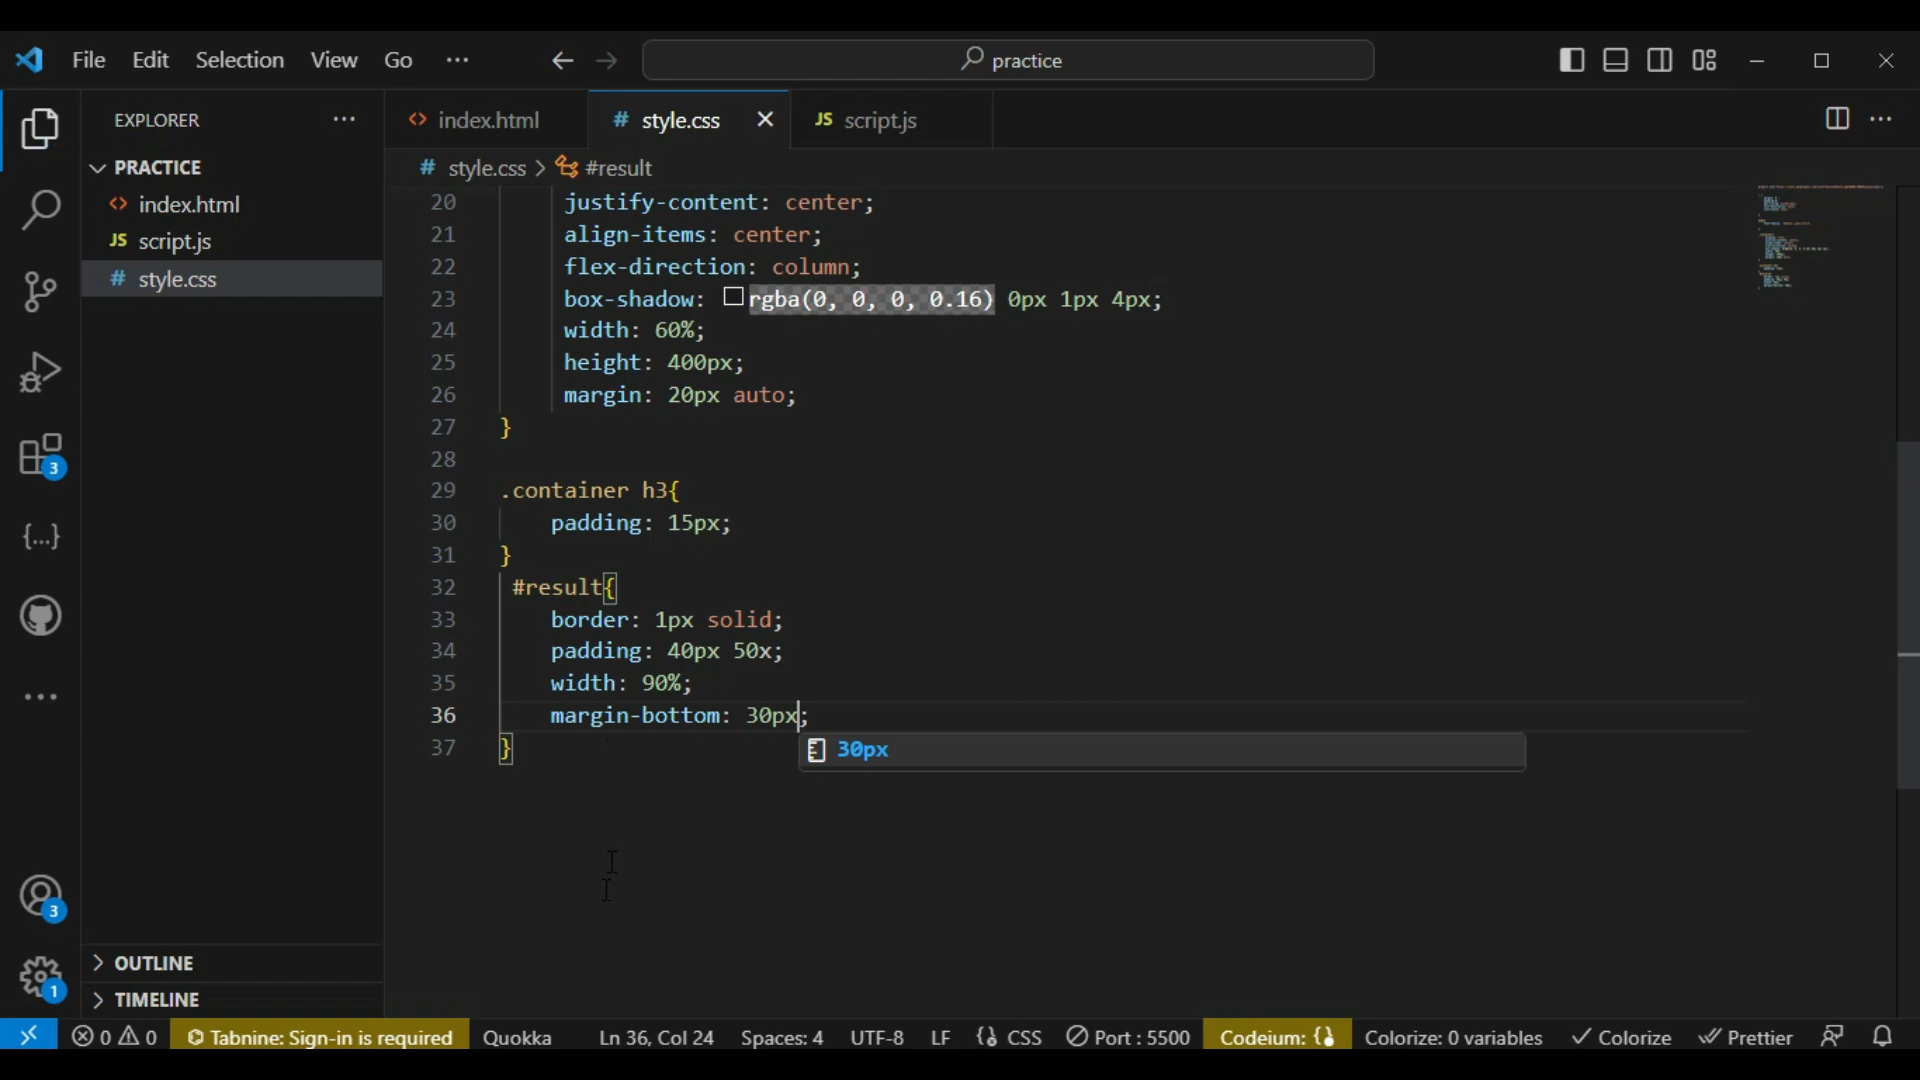 File Edit Selection View Go ··· practice
EXPLORER ···
index.html
# style.css
JS script.js
···
PRACTICE
# style.css > #result
index.html
JS script.js
# style.css
20 justify-content: center;
21 align-items: center;
22 flex-direction: column;
23 box-shadow: rgba(0, 0, 0, 0.16) 0px 1px 4px;
24 width: 60%;
25 height: 400px;
26 margin: 20px auto;
27 }
28
29 .container h3{
30 padding: 15px;
31 }
32 #result{
33 border: 1px solid;
34 padding: 40px 50x;
35 width: 90%;
36 margin-bottom: 30px;
37 }
30px
3
{...}
···
3
1
OUTLINE
TIMELINE
0 0 Tabnine: Sign-in is required Quokka Ln 36, Col 24 Spaces: 4 UTF-8 LF CSS Port : 5500 Codeium: {} Colorize: 0 variables Colorize Prettier